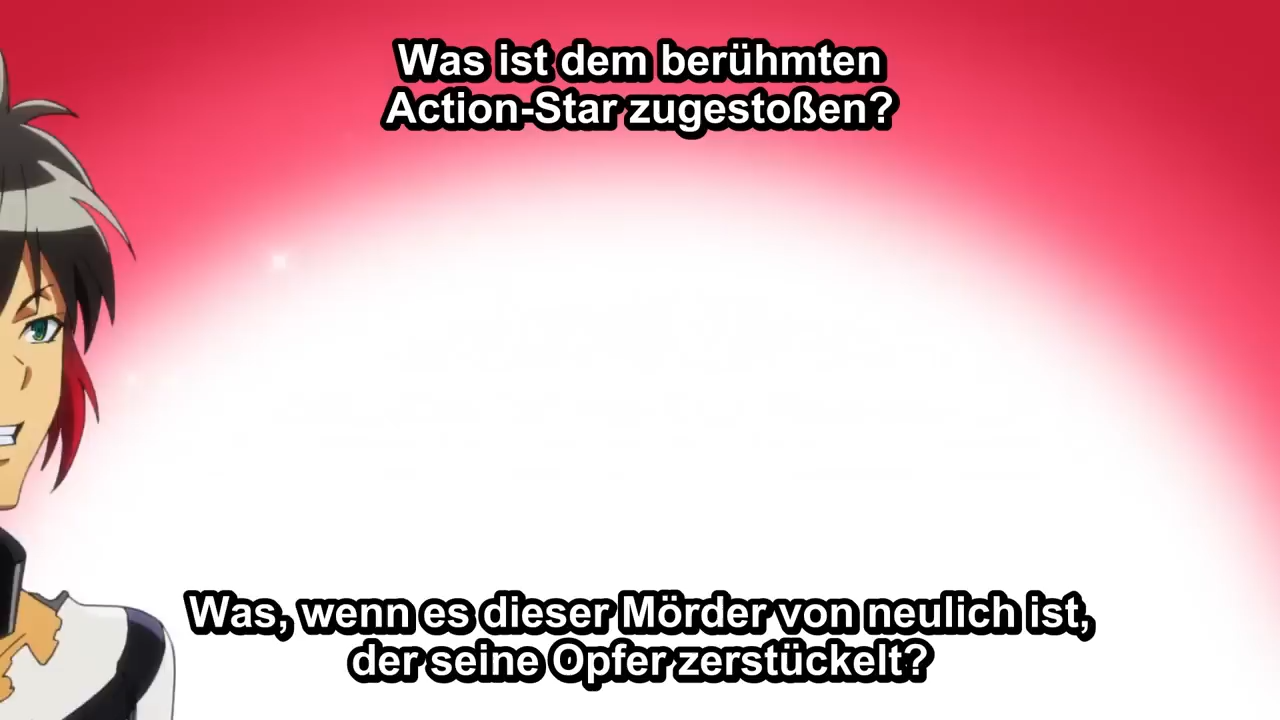 Was ist dem berühmten
Action-Star zugestoßen?
Was, wenn es dieser Mörder von neulich ist,
der seine Opfer zerstückelt?